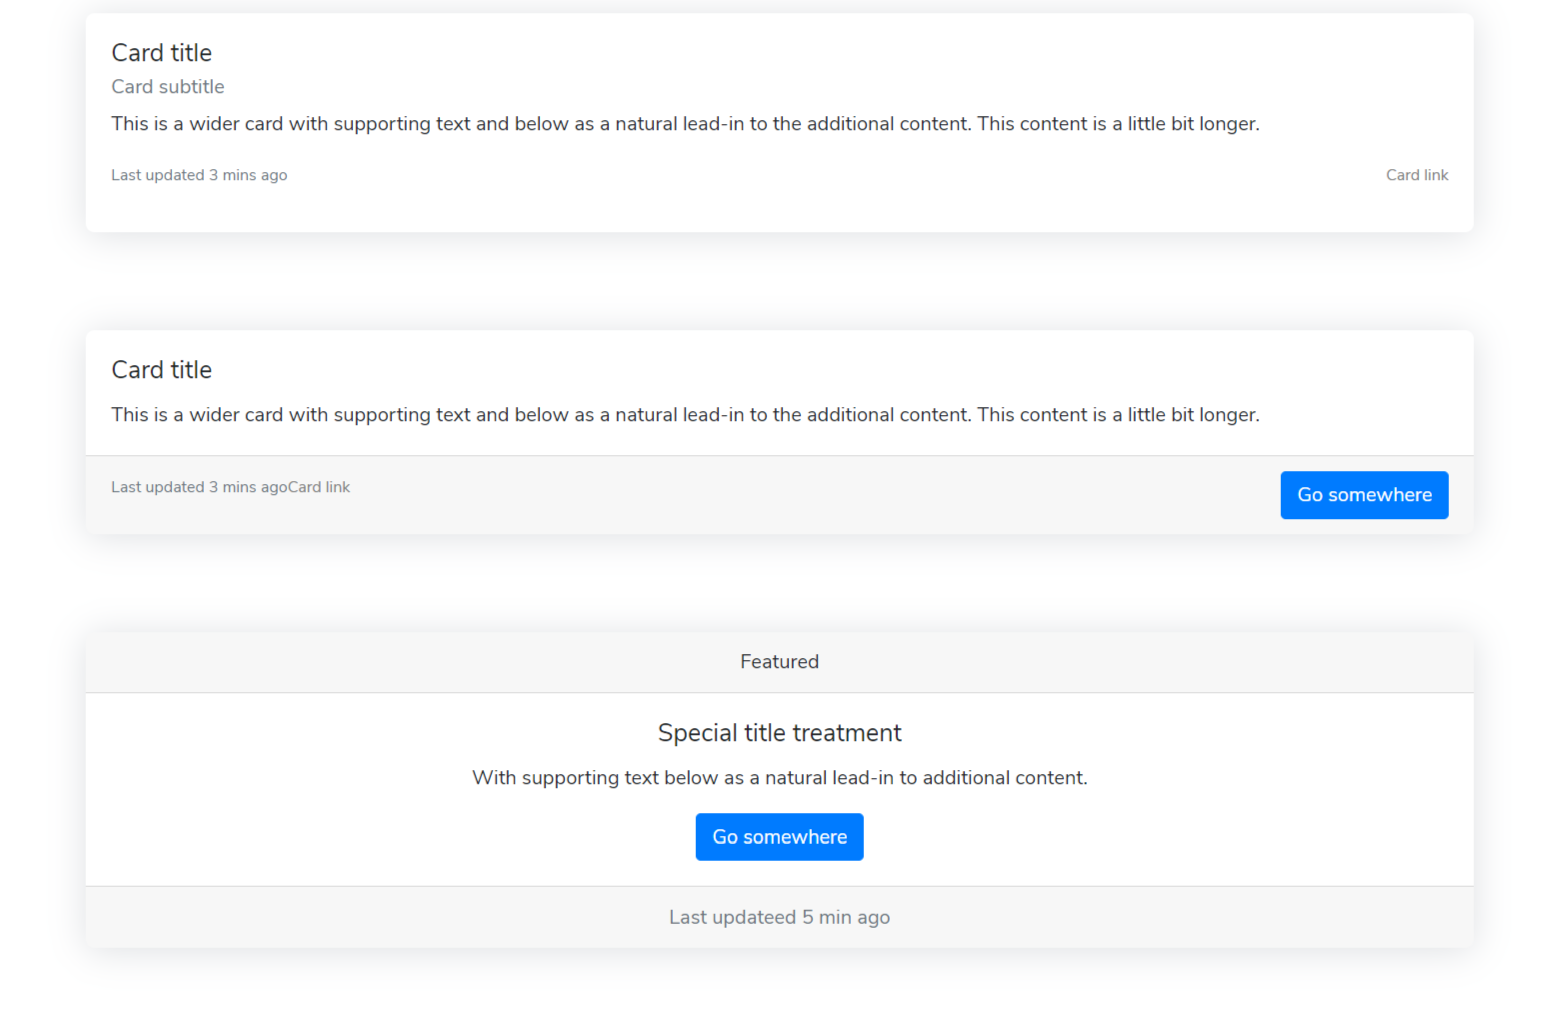 Card title
Card subtitle
This is a wider card with supporting text and below as a natural lead-in to the additional content. This content is a little bit longer.
Last updated 3 mins ago Card link
Card title
This is a wider card with supporting text and below as a natural lead-in to the additional content. This content is a little bit longer.
Last updated 3 mins agoCard link Go somewhere
Featured
Special title treatment
With supporting text below as a natural lead-in to additional content.
Go somewhere
Last updateed 5 min ago